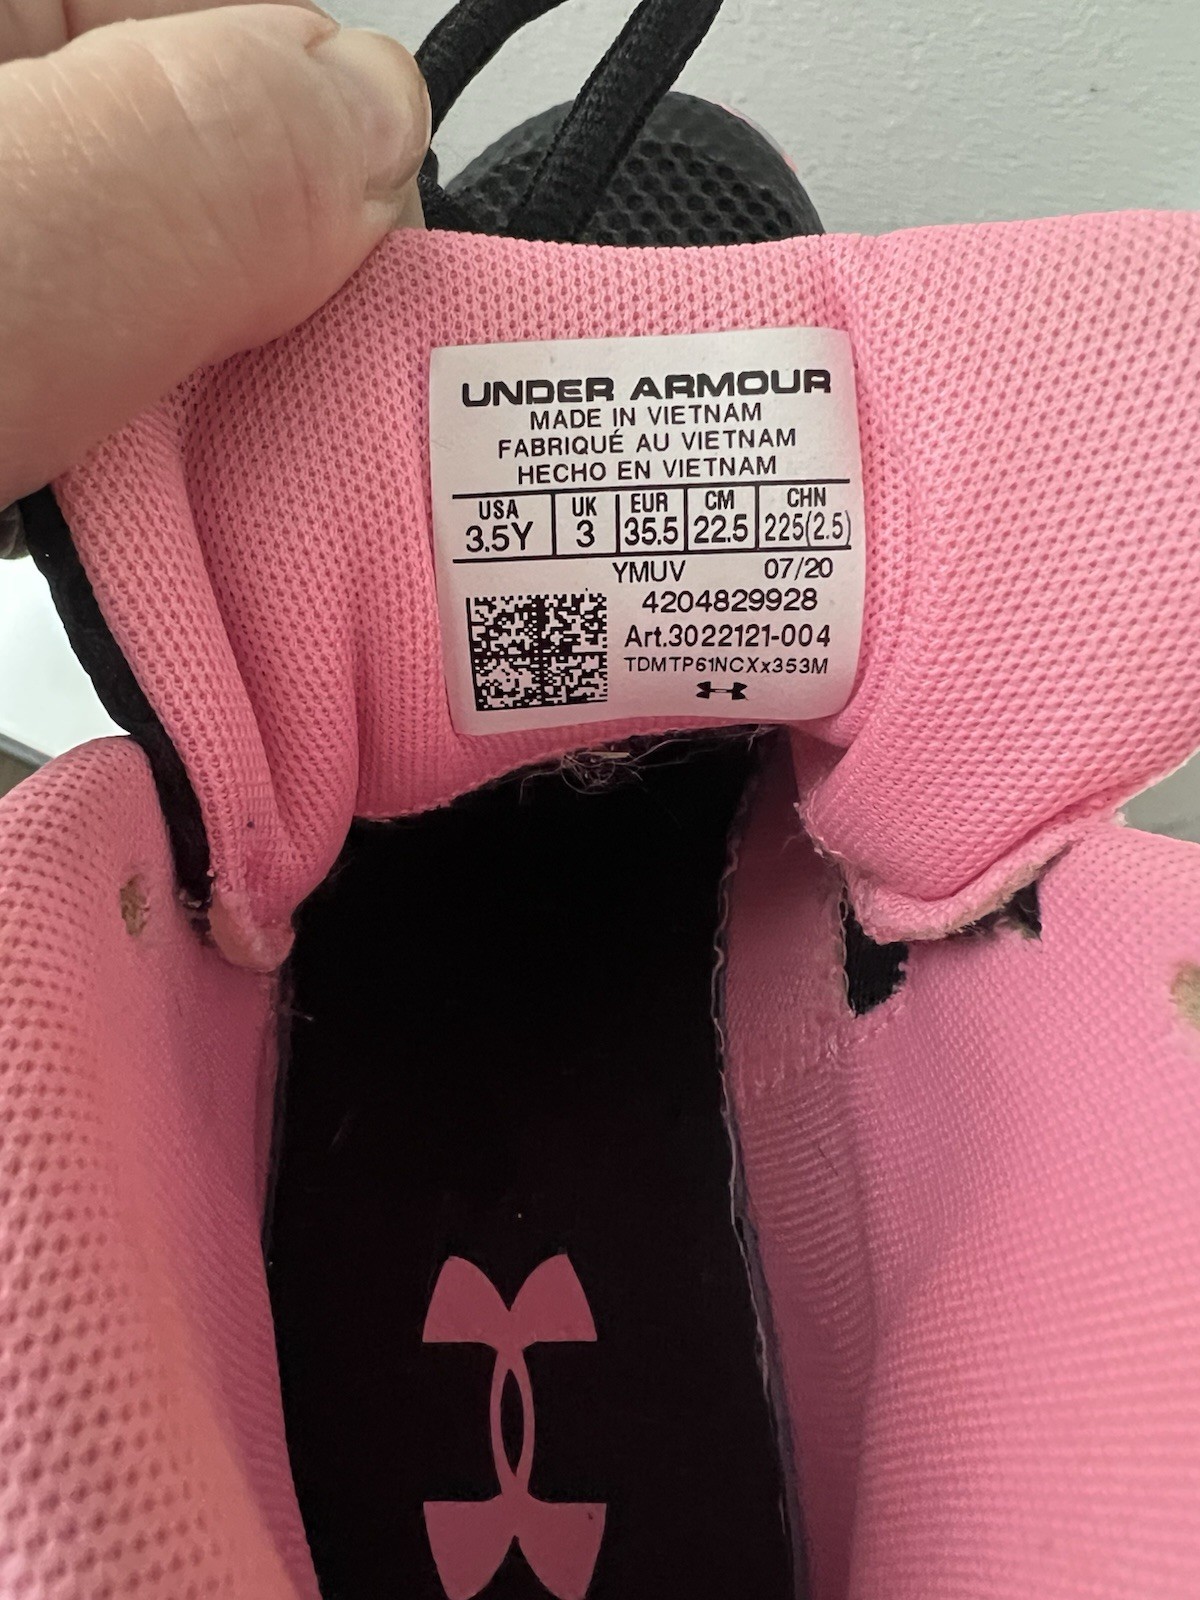 UNDER ARMOUR
MADE IN VIETNAM
FABRIQUÉ AU VIETNAM
HECHO EN VIETNAM
USA UK EUR CM CHN
3.5Y 3 35.5 22.5 225(2.5)
YMUV 07/20
4204829928
Art.3022121-004
TDMTP61NCXx353M